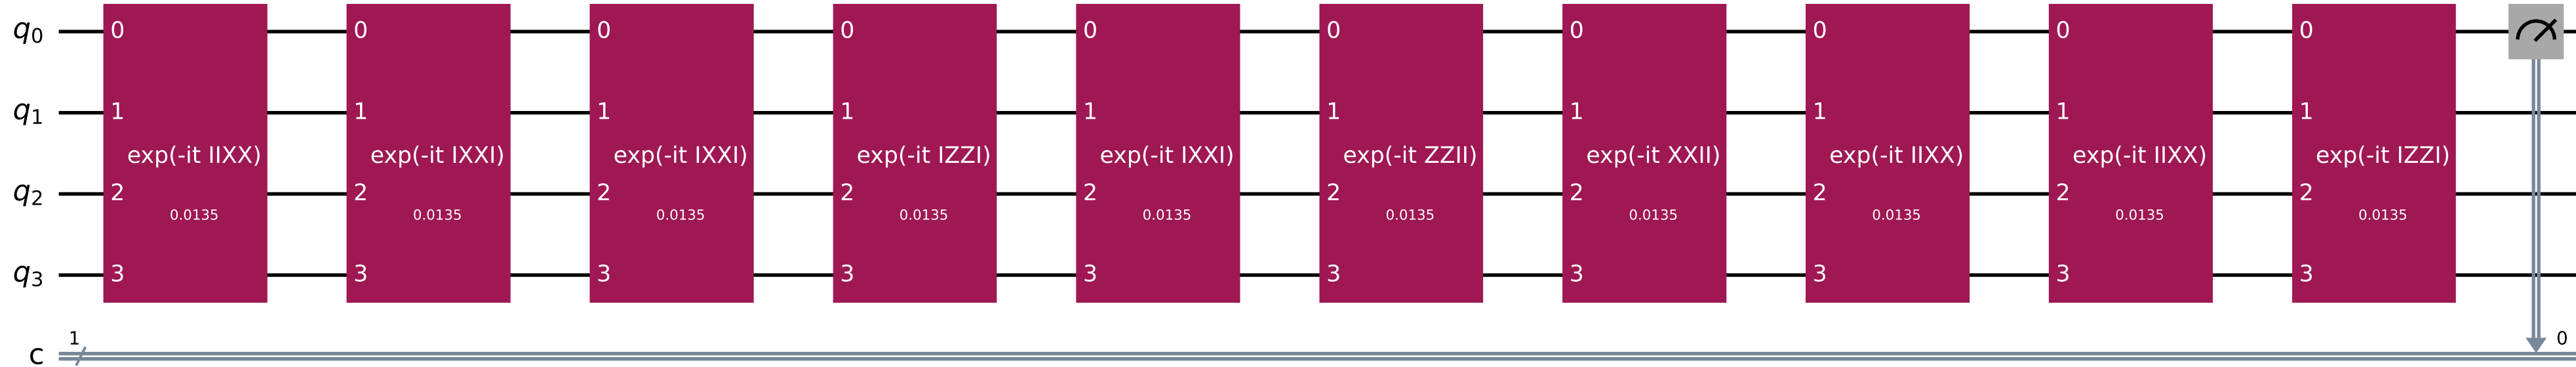 q0 0 0 0 0 0 0 0 0 0 0
q1 1 1 1 1 1 1 1 1 1 1
exp(-it IIXX) exp(-it IXXI) exp(-it IXXI) exp(-it IZZI) exp(-it IXXI) exp(-it ZZII) exp(-it XXII) exp(-it IIXX) exp(-it IIXX) exp(-it IZZI)
q2 2 2 2 2 2 2 2 2 2 2
0.0135 0.0135 0.0135 0.0135 0.0135 0.0135 0.0135 0.0135 0.0135 0.0135
q3 3 3 3 3 3 3 3 3 3 3
1 0
c